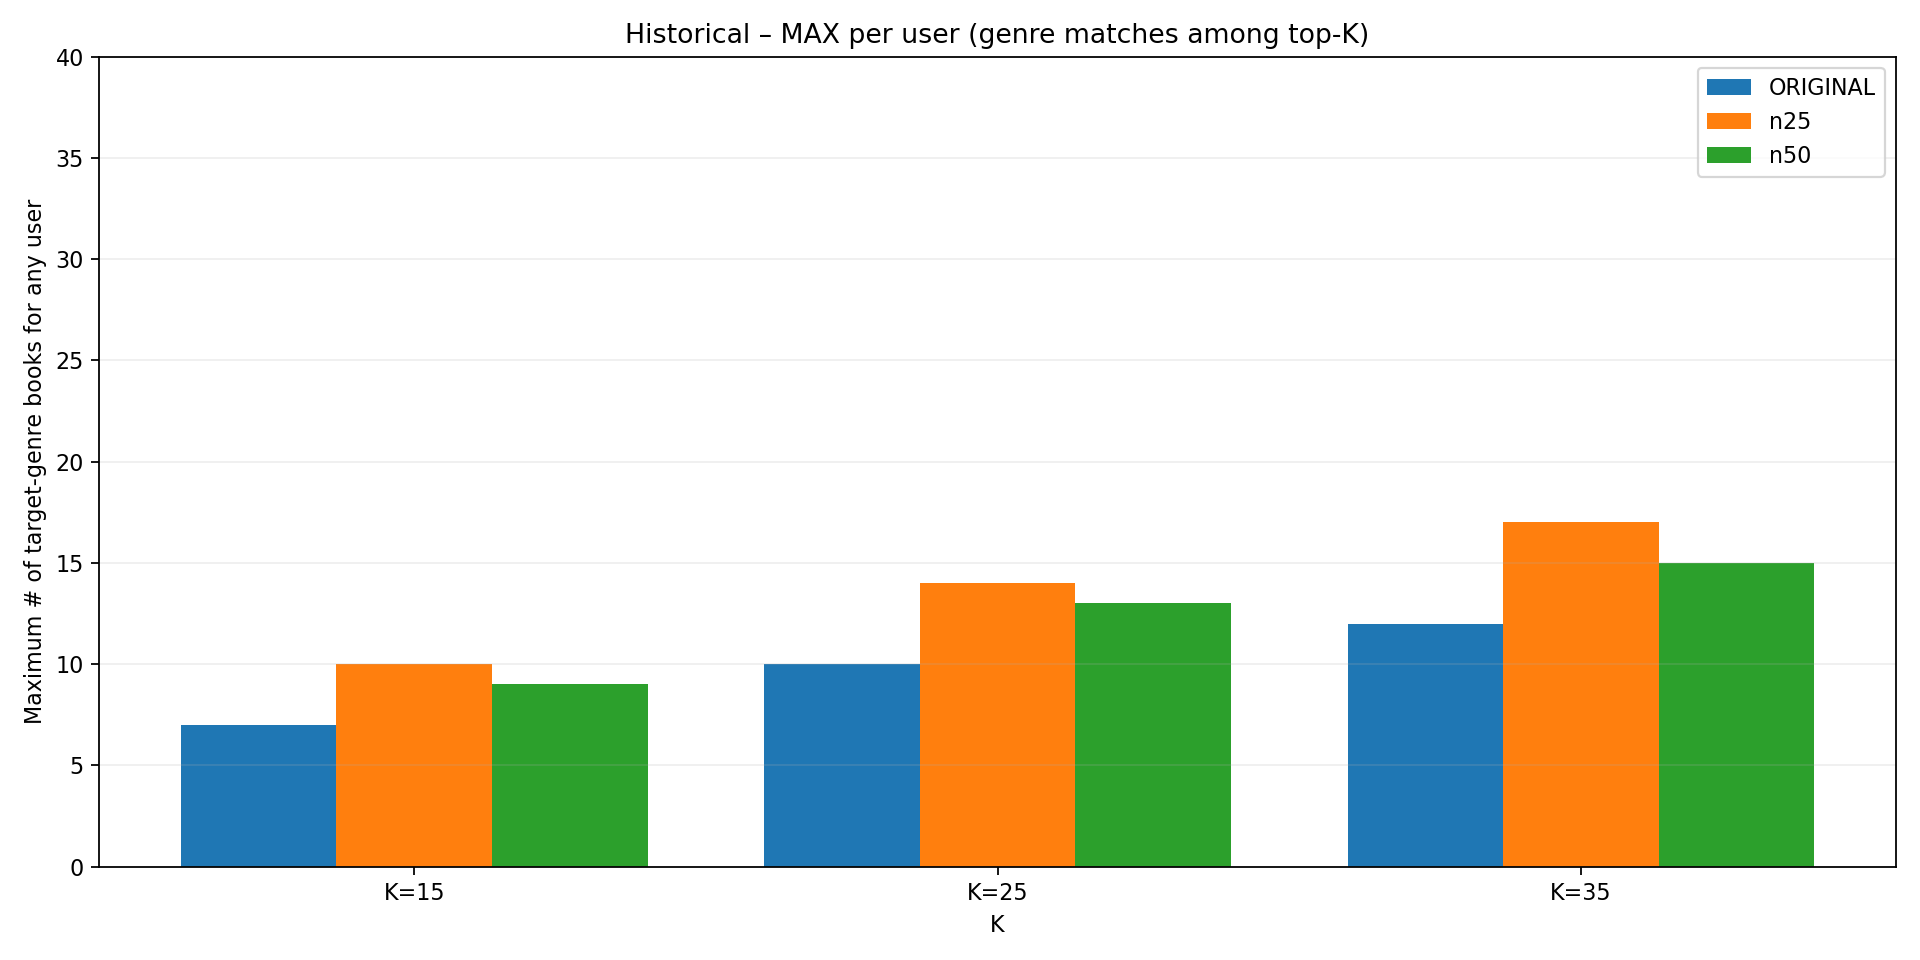 Historical – MAX per user (genre matches among top-K)
Maximum # of target-genre books for any user
40
35
30
25
20
15
10
5
0
ORIGINAL
n25
n50
K=15
K=25
K=35
K